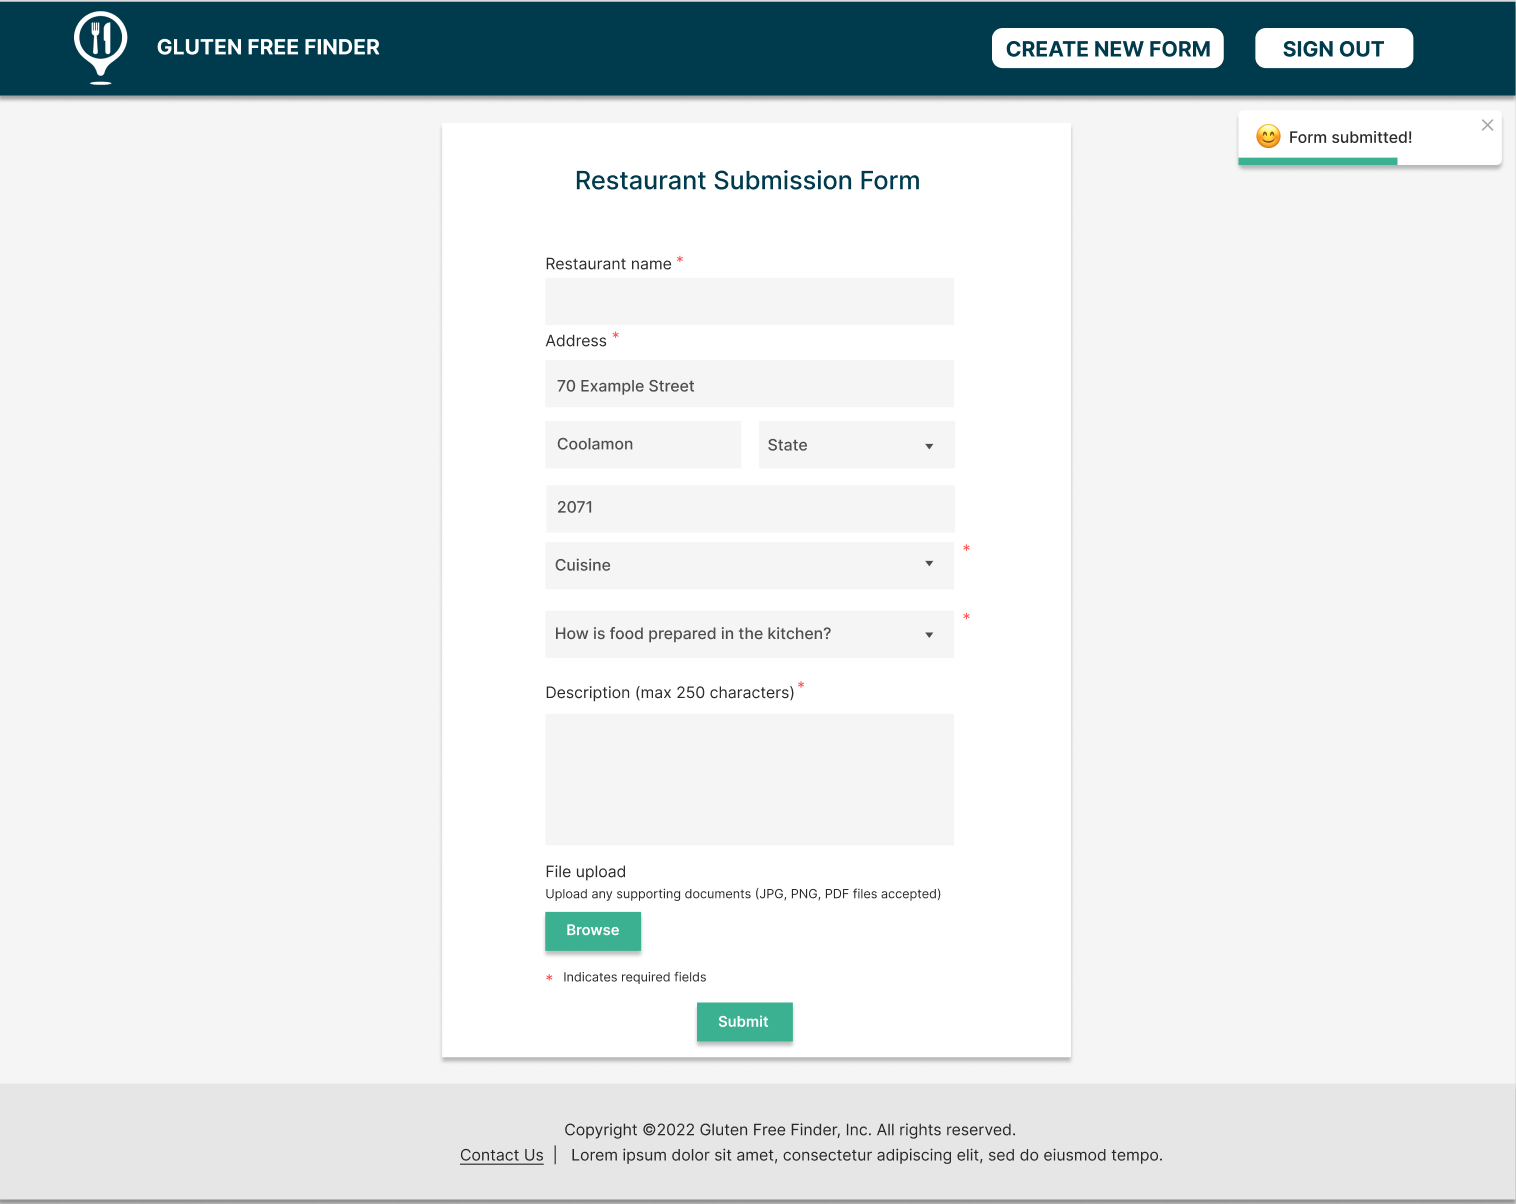 GLUTEN FREE FINDER
CREATE NEW FORM
SIGN OUT
😊 Form submitted!
Restaurant Submission Form
Restaurant name *
Address *
70 Example Street
Coolamon
State
2071
Cuisine *
How is food prepared in the kitchen? *
Description (max 250 characters) *
File upload
Upload any supporting documents (JPG, PNG, PDF files accepted)
Browse
* Indicates required fields
Submit
Copyright ©2022 Gluten Free Finder, Inc. All rights reserved.
Contact Us | Lorem ipsum dolor sit amet, consectetur adipiscing elit, sed do eiusmod tempo.